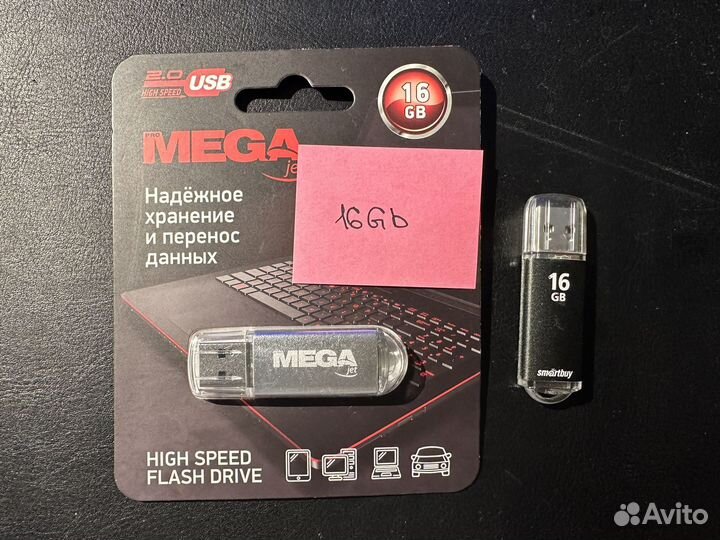 2.0
HIGH SPEED USB
16
GB
PRO
MEGA
jet
Надёжное
хранение
и перенос
данных
16Gb
16
GB
smartbuy
MEGA
jet
HIGH SPEED
FLASH DRIVE
Avito